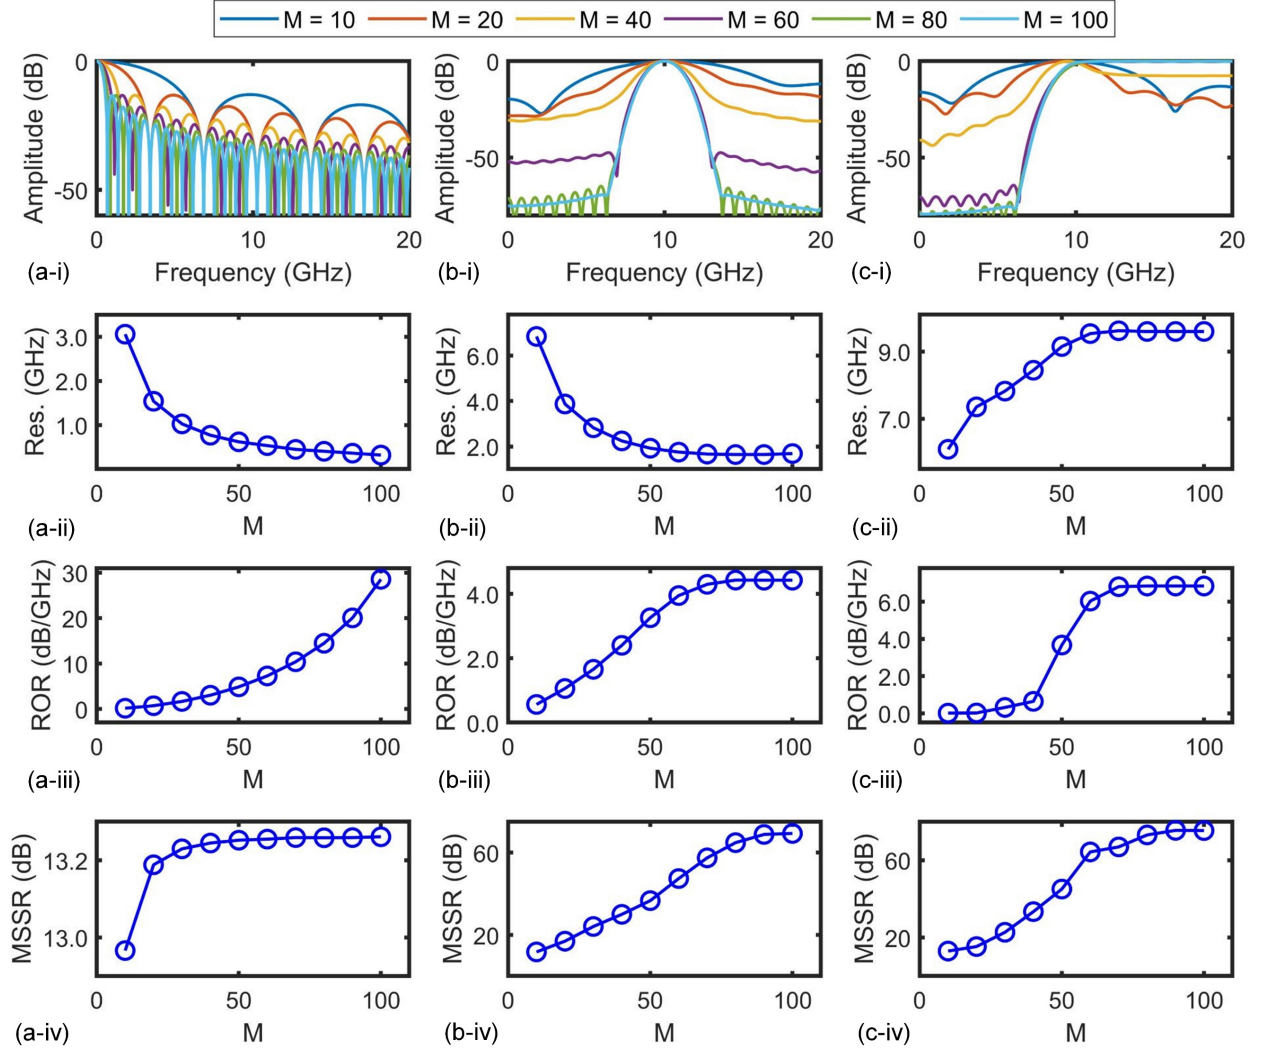 M = 10 M = 20 M = 40 M = 60 M = 80 M = 100
0 0 0
-50 -50 -50
Amplitude (dB) Amplitude (dB) Amplitude (dB)
0 10 20 0 10 20 0 10 20
(a-i) Frequency (GHz) (b-i) Frequency (GHz) (c-i) Frequency (GHz)
3.0 2.0 1.0 6.0 4.0 2.0 9.0 7.0
Res. (GHz) Res. (GHz) Res. (GHz)
0 50 100 0 50 100 0 50 100
(a-ii) M (b-ii) M (c-ii) M
30 20 10 0 4.0 2.0 0.0 6.0 4.0 2.0 0.0
ROR (dB/GHz) ROR (dB/GHz) ROR (dB/GHz)
0 50 100 0 50 100 0 50 100
(a-iii) M (b-iii) M (c-iii) M
13.2 13.0 60 20 60 20
MSSR (dB) MSSR (dB) MSSR (dB)
0 50 100 0 50 100 0 50 100
(a-iv) M (b-iv) M (c-iv) M